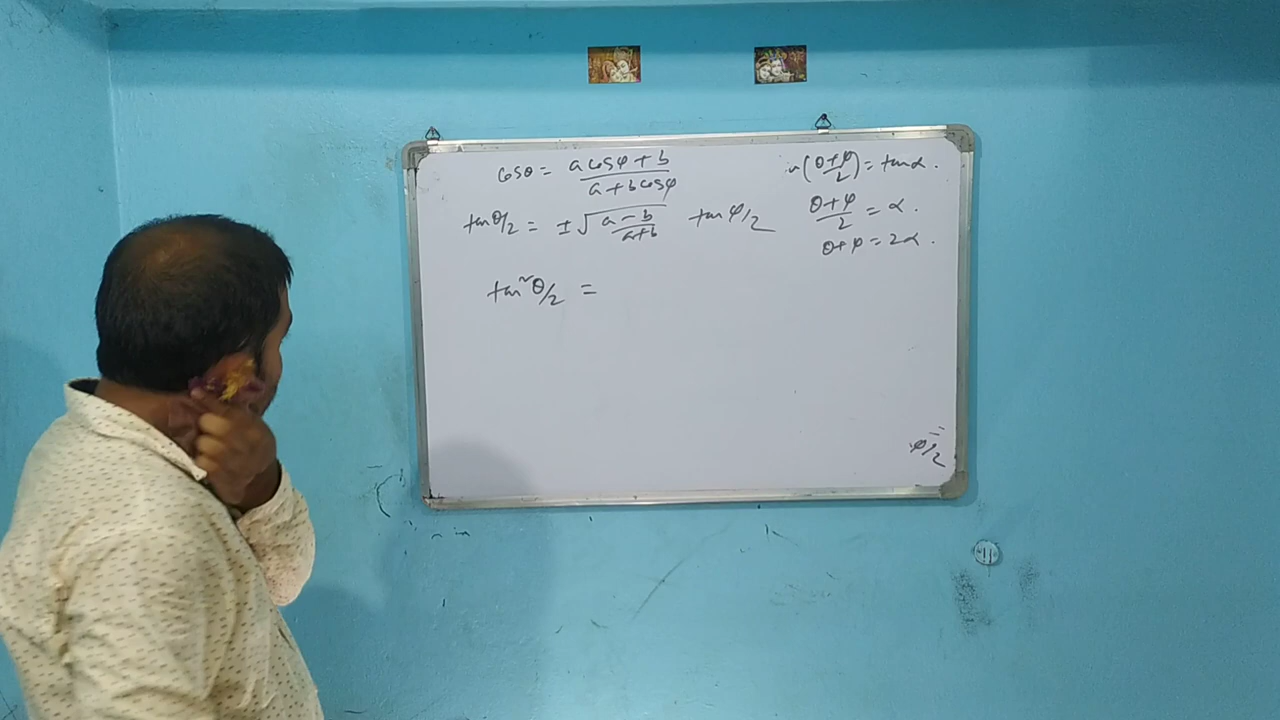 cosθ = (a cosφ + b)/(a + b cosφ)
tan θ/2 = ±√((a − b)/(a+b)) tan φ/2
tan² θ/2 =
((θ+φ)/2) = tanα.
(θ+φ)/2 = α.
θ+φ = 2α.
φ/2